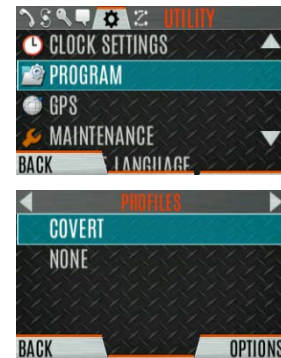 UTILITY
CLOCK SETTINGS
PROGRAM
GPS
MAINTENANCE
LANGUAGE
BACK
PROFILES
COVERT
NONE
BACK
OPTIONS